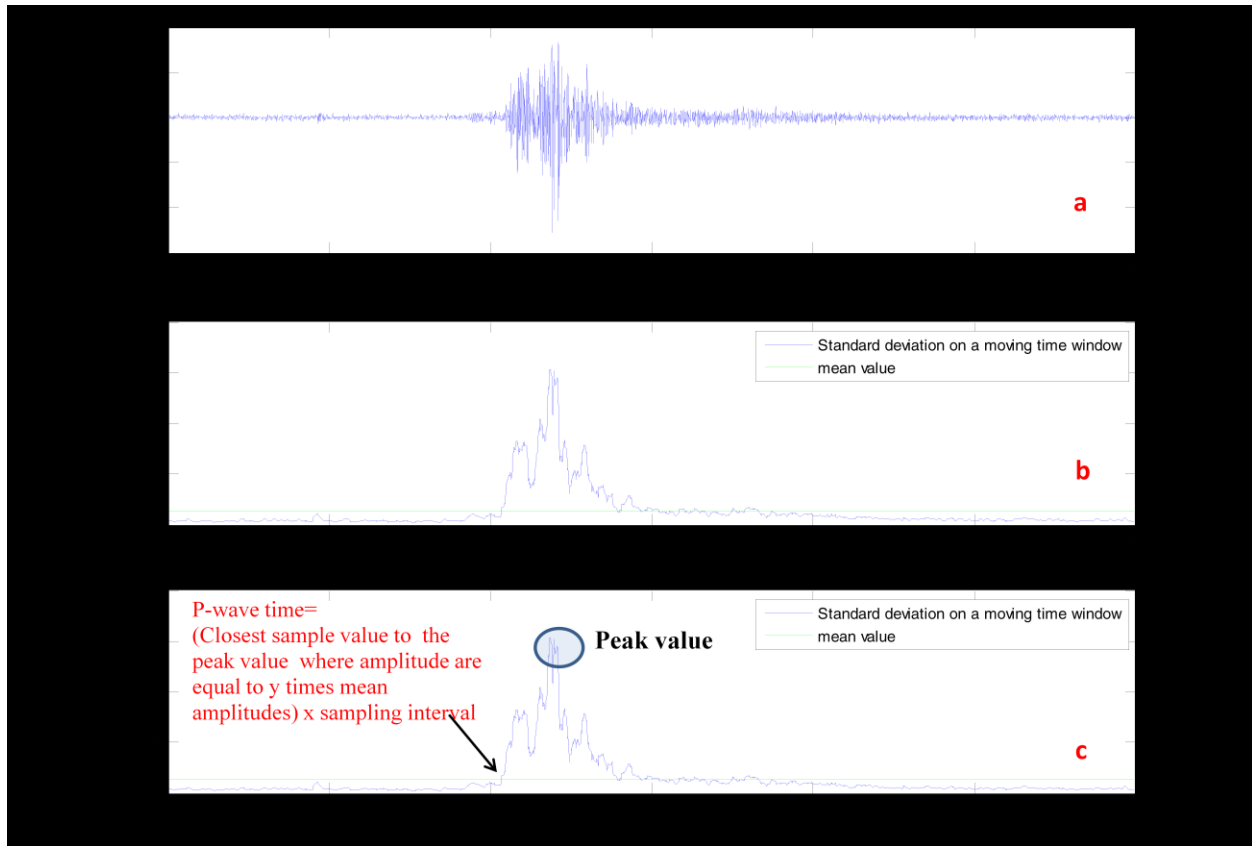 a
Standard deviation on a moving time window
mean value
b
P-wave time=
(Closest sample value to  the
peak value  where amplitude are
equal to y times mean
amplitudes) x sampling interval
Peak value
Standard deviation on a moving time window
mean value
c